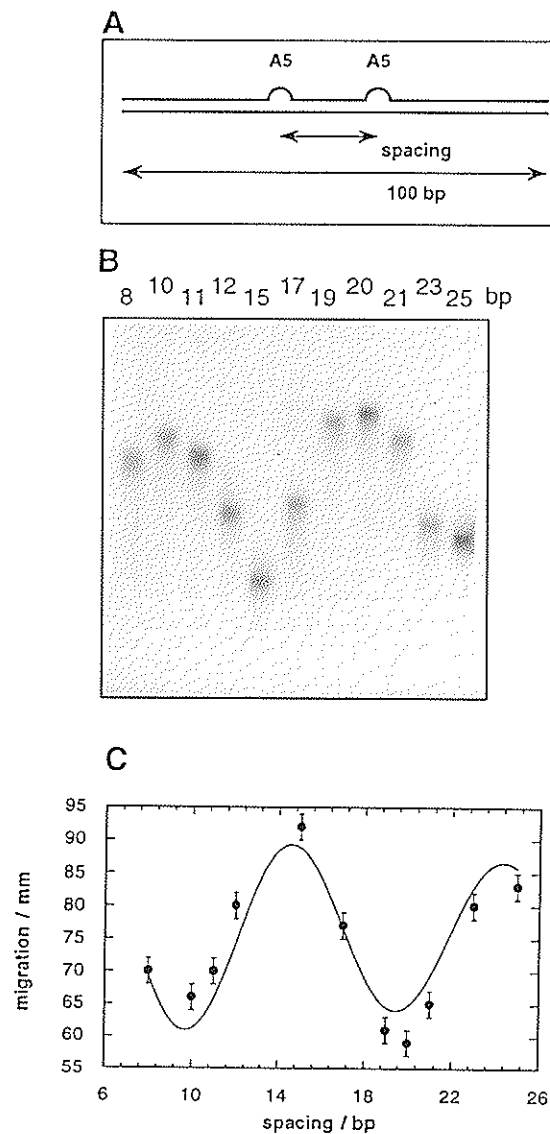 A
A5 A5
spacing
100 bp
B
8 10 11 12 15 17 19 20 21 23 25 bp
C
95
90
85
80
75
70
65
60
55
migration / mm
6 10 14 18 22 26
spacing / bp